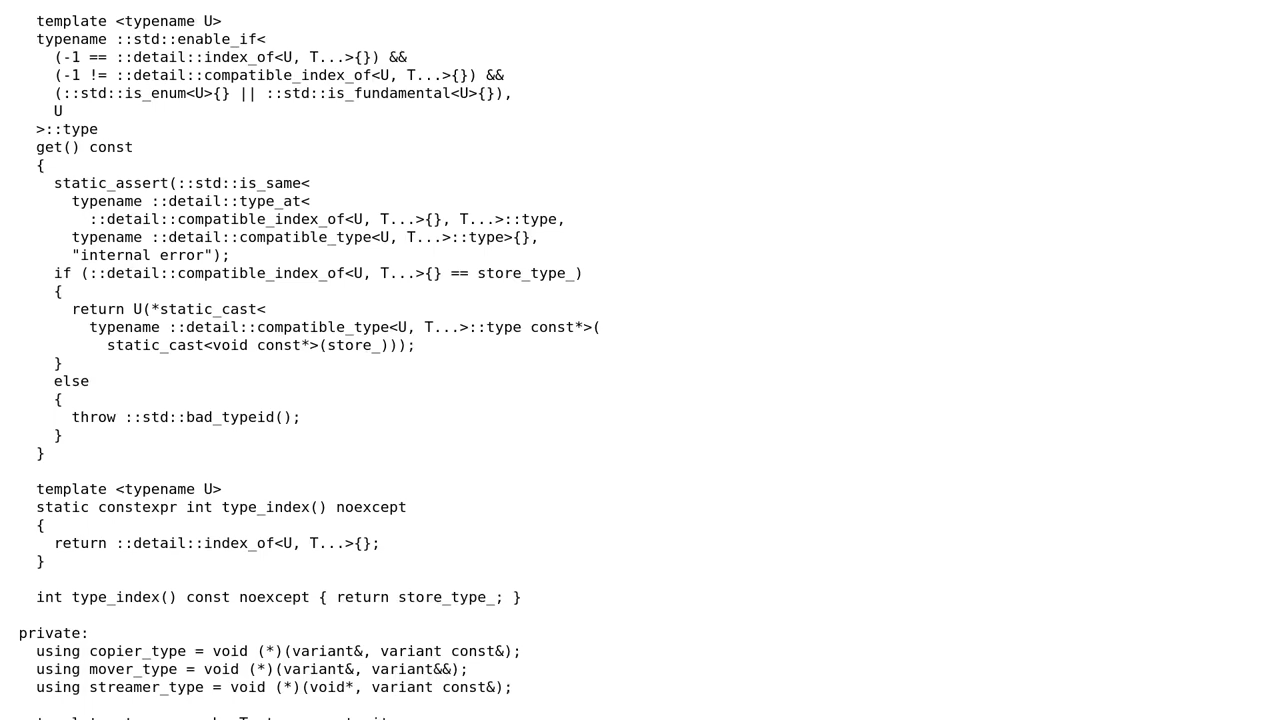 template <typename U>
typename ::std::enable_if<
(-1 == ::detail::index_of<U, T...>{}) &&
(-1 != ::detail::compatible_index_of<U, T...>{}) &&
(::std::is_enum<U>{} || ::std::is_fundamental<U>{}),
U
>::type
get() const
{
static_assert(::std::is_same<
typename ::detail::type_at<
::detail::compatible_index_of<U, T...>{}, T...>::type,
typename ::detail::compatible_type<U, T...>::type>{},
"internal error");
if (::detail::compatible_index_of<U, T...>{} == store_type_)
{
return U(*static_cast<
typename ::detail::compatible_type<U, T...>::type const*>(
static_cast<void const*>(store_)));
}
else
{
throw ::std::bad_typeid();
}
}
template <typename U>
static constexpr int type_index() noexcept
{
return ::detail::index_of<U, T...>{};
}
int type_index() const noexcept { return store_type_; }
private:
using copier_type = void (*)(variant&, variant const&);
using mover_type = void (*)(variant&, variant&&);
using streamer_type = void (*)(void*, variant const&);